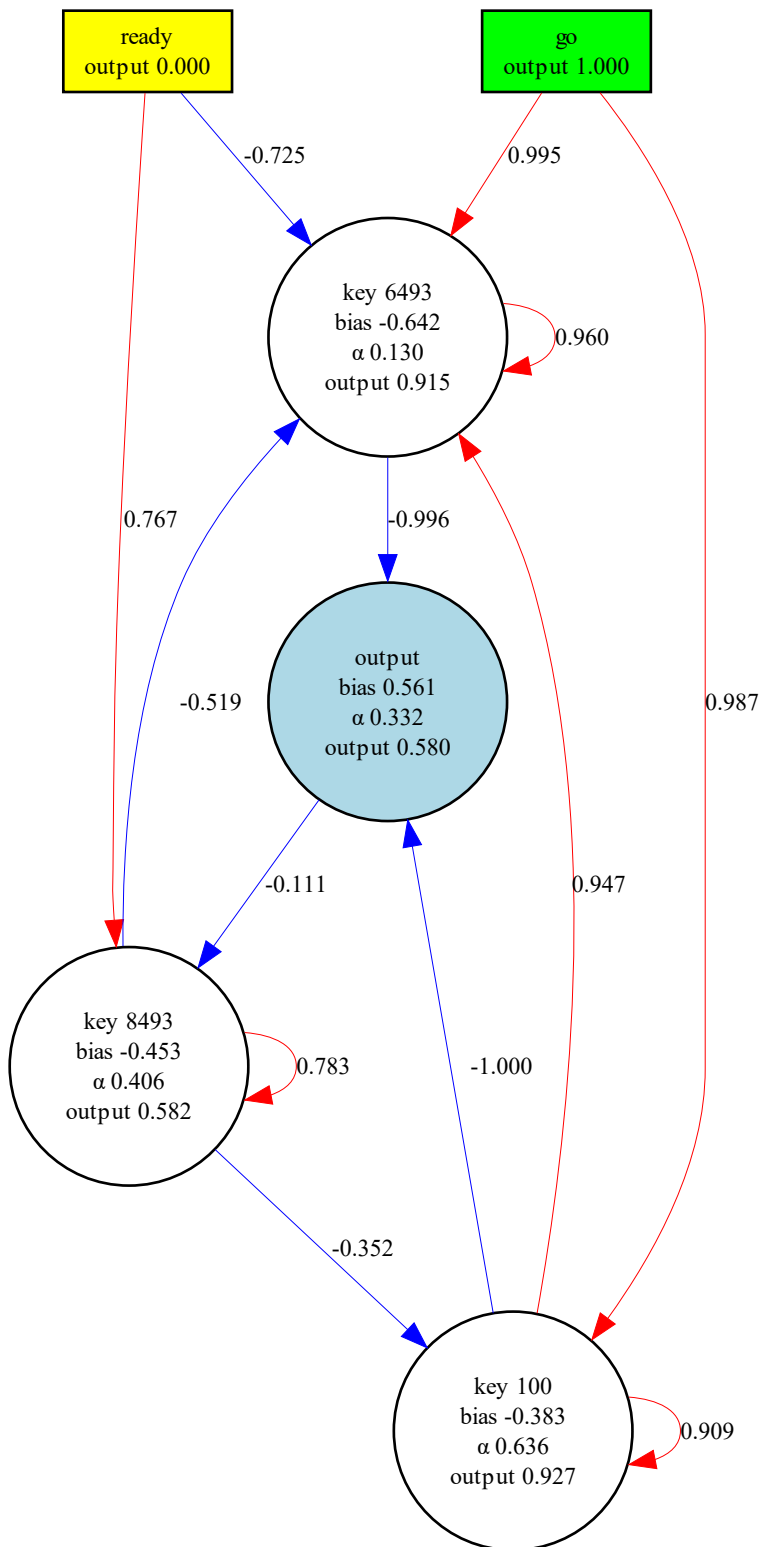 ready
output 0.000
go
output 1.000
-0.725
0.995
key 6493
bias -0.642
α 0.130
output 0.915
0.960
0.767
-0.996
output
bias 0.561
α 0.332
output 0.580
-0.519
0.987
-0.111
0.947
key 8493
bias -0.453
α 0.406
output 0.582
0.783
-1.000
-0.352
key 100
bias -0.383
α 0.636
output 0.927
0.909